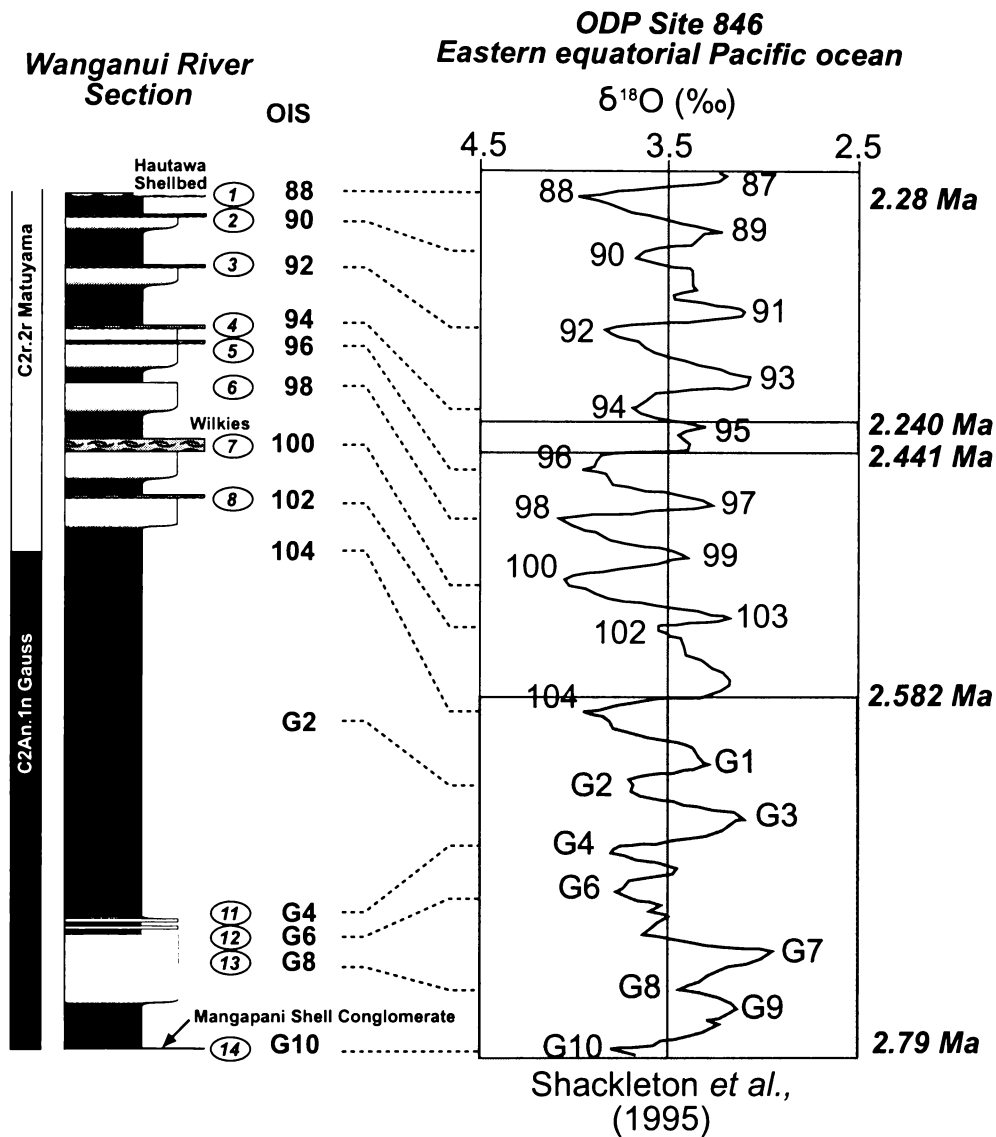 ODP Site 846
Eastern equatorial Pacific ocean
Wanganui River
Section
OIS
δ¹⁸O (‰)
4.5 3.5 2.5
Hautawa
Shellbed
1 88
2 90
3 92
4 94
5 96
6 98
Wilkies
7 100
8 102
104
G2
11 G4
12 G6
13 G8
Mangapani Shell Conglomerate
14 G10
C2r.2r Matuyama
C2An.1n Gauss
87
88
89
90
91
92
93
94
95
96
97
98
99
100
103
102
104
G1
G2
G3
G4
G6
G7
G8
G9
G10
2.28 Ma
2.240 Ma
2.441 Ma
2.582 Ma
2.79 Ma
Shackleton et al.,
(1995)